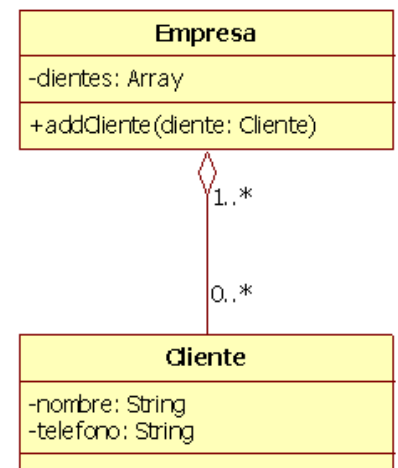 Empresa
-clientes: Array
+addCliente(cliente: Cliente)
1..*
0..*
Cliente
-nombre: String
-telefono: String